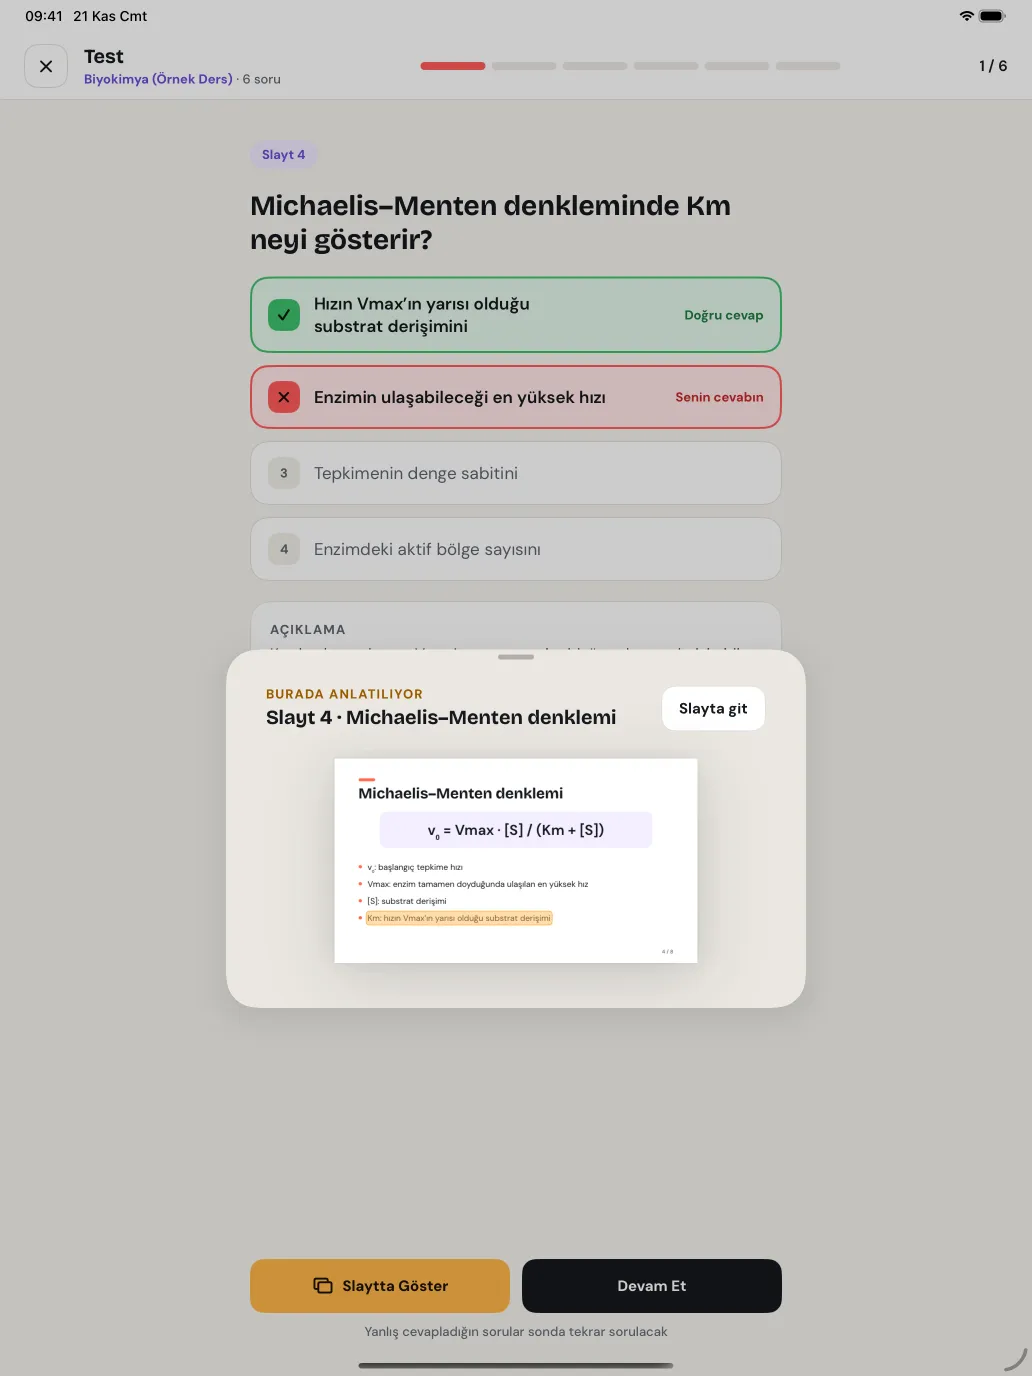 09:41 21 Kas Cmt
Test
Biyokimya (Örnek Ders) · 6 soru
1 / 6
Slayt 4
Michaelis–Menten denkleminde Km
neyi gösterir?
Hızın Vmax’ın yarısı olduğu
substrat derişimini
Doğru cevap
Enzimin ulaşabileceği en yüksek hızı
Senin cevabın
3
Tepkimenin denge sabitini
4
Enzimdeki aktif bölge sayısını
AÇIKLAMA
BURADA ANLATILIYOR
Slayt 4 · Michaelis–Menten denklemi
Slayta git
Michaelis–Menten denklemi
v₀ = Vmax · [S] / (Km + [S])
v₀: başlangıç tepkime hızı
Vmax: enzim tamamen doyduğunda ulaşılan en yüksek hız
[S]: substrat derişimi
Km: hızın Vmax’ın yarısı olduğu substrat derişimi
4 / 8
Slaytta Göster
Devam Et
Yanlış cevapladığın sorular sonda tekrar sorulacak